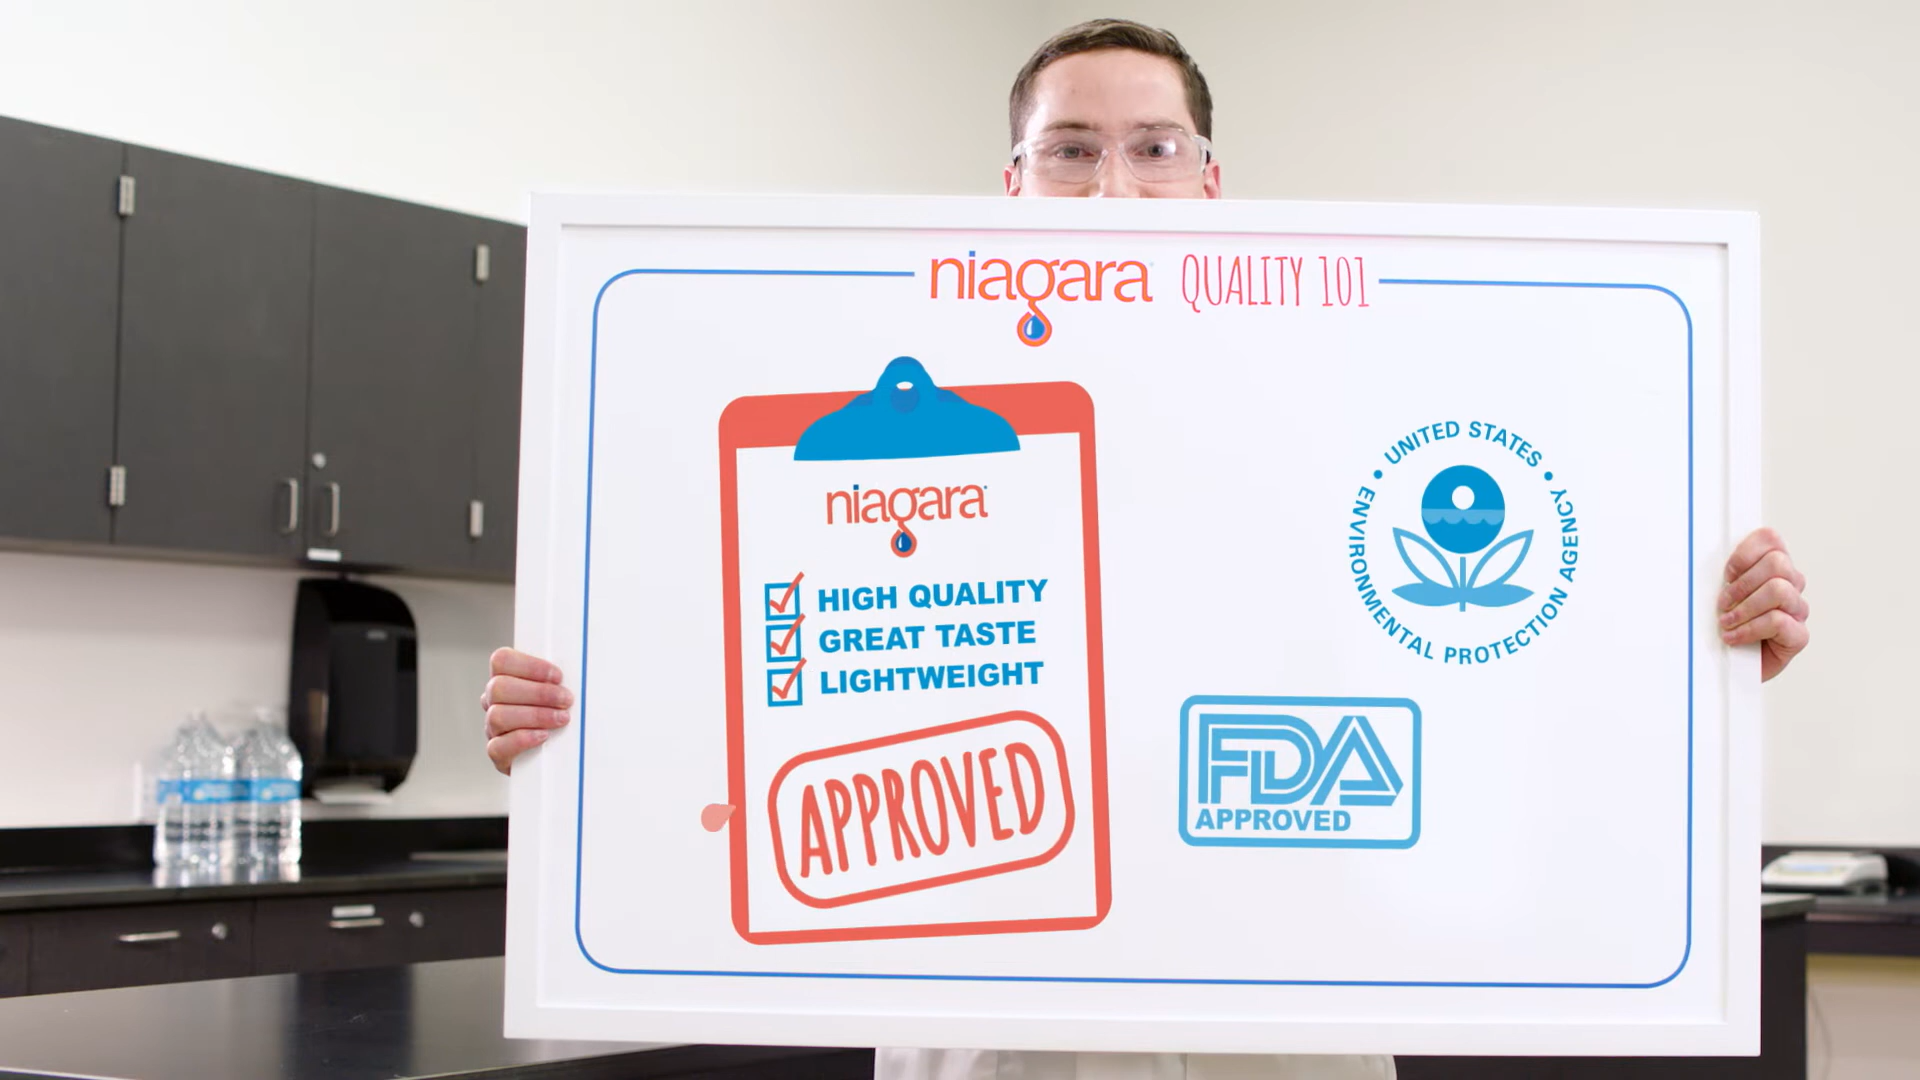 niagara QUALITY 101
niagara
HIGH QUALITY
GREAT TASTE
LIGHTWEIGHT
APPROVED
UNITED STATES
ENVIRONMENTAL PROTECTION AGENCY
FDA
APPROVED